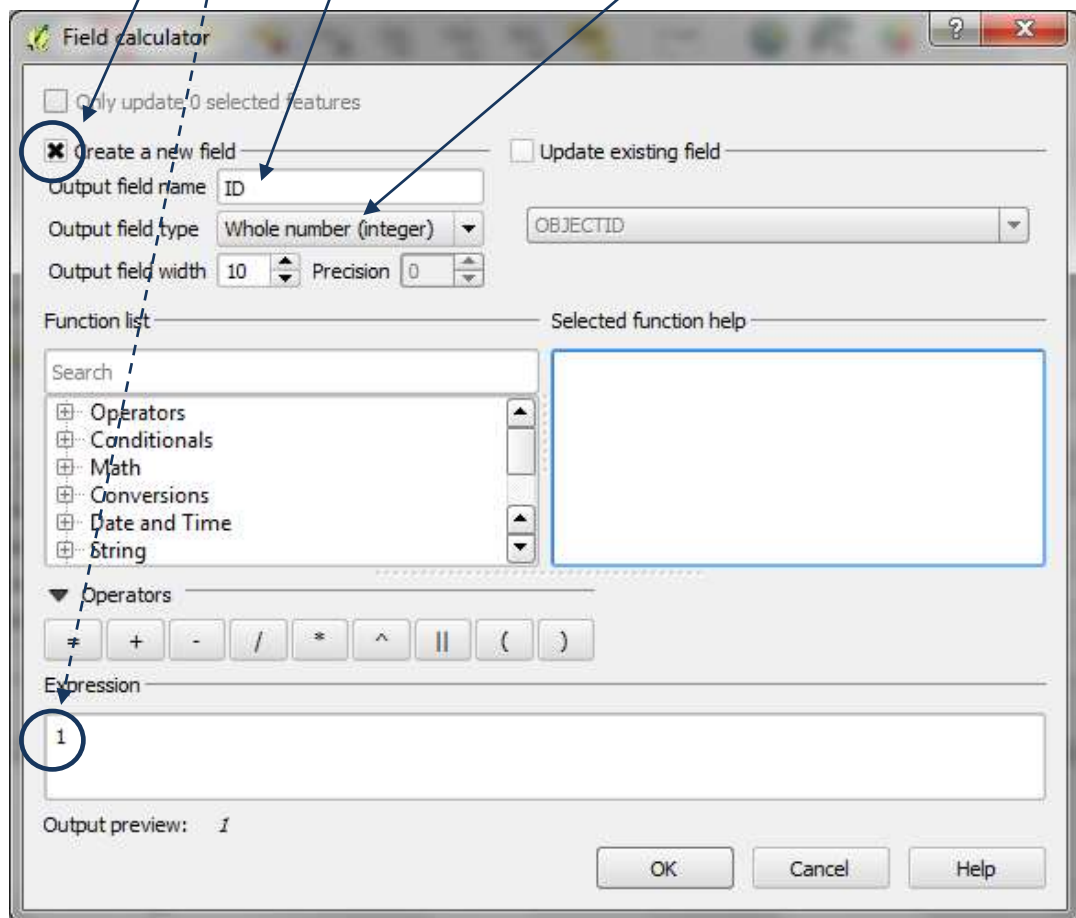 Field calculator
Only update 0 selected features
Create a new field
Update existing field
Output field name ID
Output field type Whole number (integer)
OBJECTID
Output field width 10 Precision 0
Function list
Selected function help
Search
Operators
Conditionals
Math
Conversions
Date and Time
String
Operators
= + - / * ^ || ( )
Expression
1
Output preview: 1
OK Cancel Help